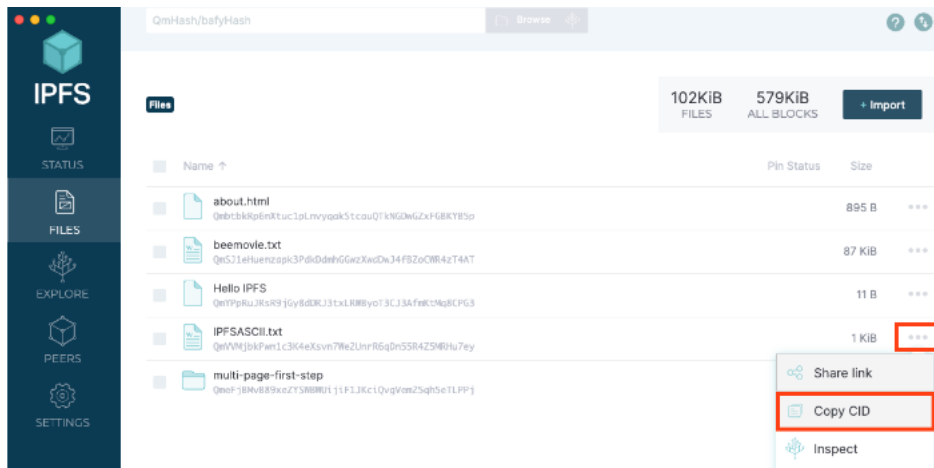 QmHash/bafyHash
Browse
IPFS
STATUS
FILES
EXPLORE
PEERS
SETTINGS
Files
102KiB
FILES
579KiB
ALL BLOCKS
+ Import
Name ↑
Pin Status
Size
about.html
895 B
beemovie.txt
87 KiB
Hello IPFS
11 B
IPFSASCII.txt
1 KiB
multi-page-first-step
Share link
Copy CID
Inspect